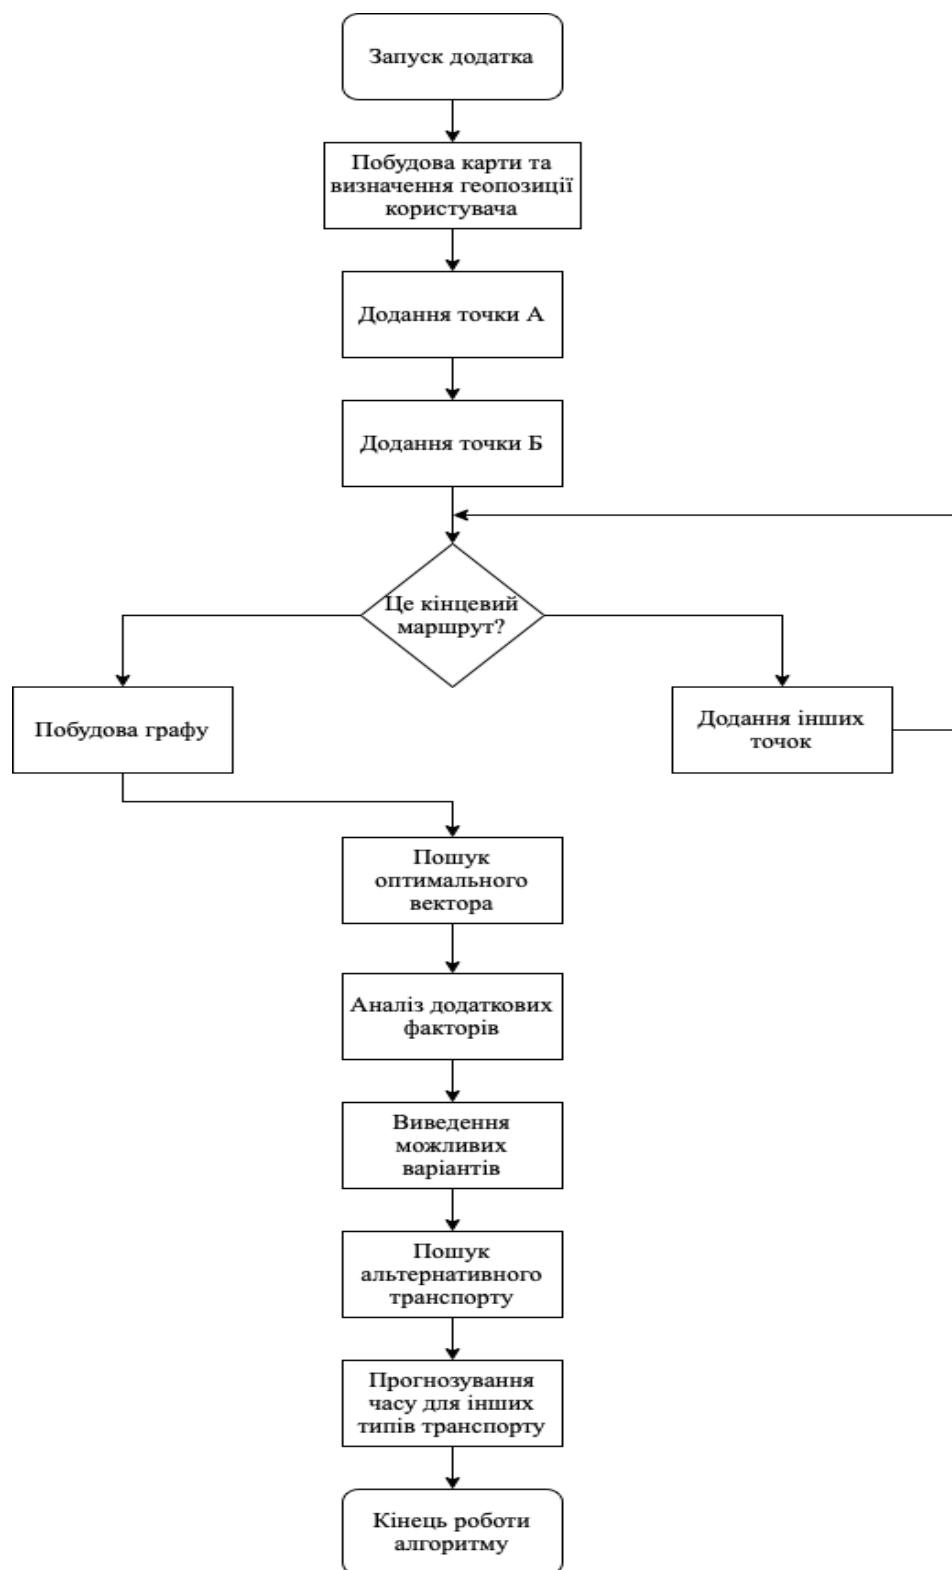 Запуск додатка
Побудова карти та
визначення геопозиції
користувача
Додання точки А
Додання точки Б
Це кінцевий
маршрут?
Побудова графу
Додання інших
точок
Пошук
оптимального
вектора
Аналіз додаткових
факторів
Виведення
можливих
варіантів
Пошук
альтернативного
транспорту
Прогнозування
часу для інших
типів транспорту
Кінець роботи
алгоритму